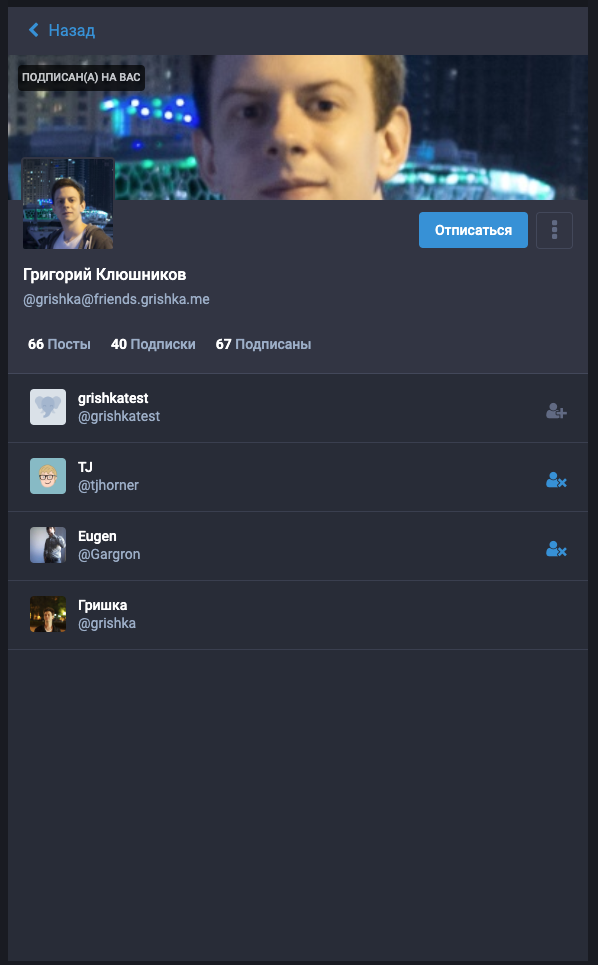 Назад
ПОДПИСАН(А) НА ВАС
Отписаться
Григорий Клюшников
@grishka@friends.grishka.me
66 Посты 40 Подписки 67 Подписаны
grishkatest
@grishkatest
TJ
@tjhorner
Eugen
@Gargron
Гришка
@grishka